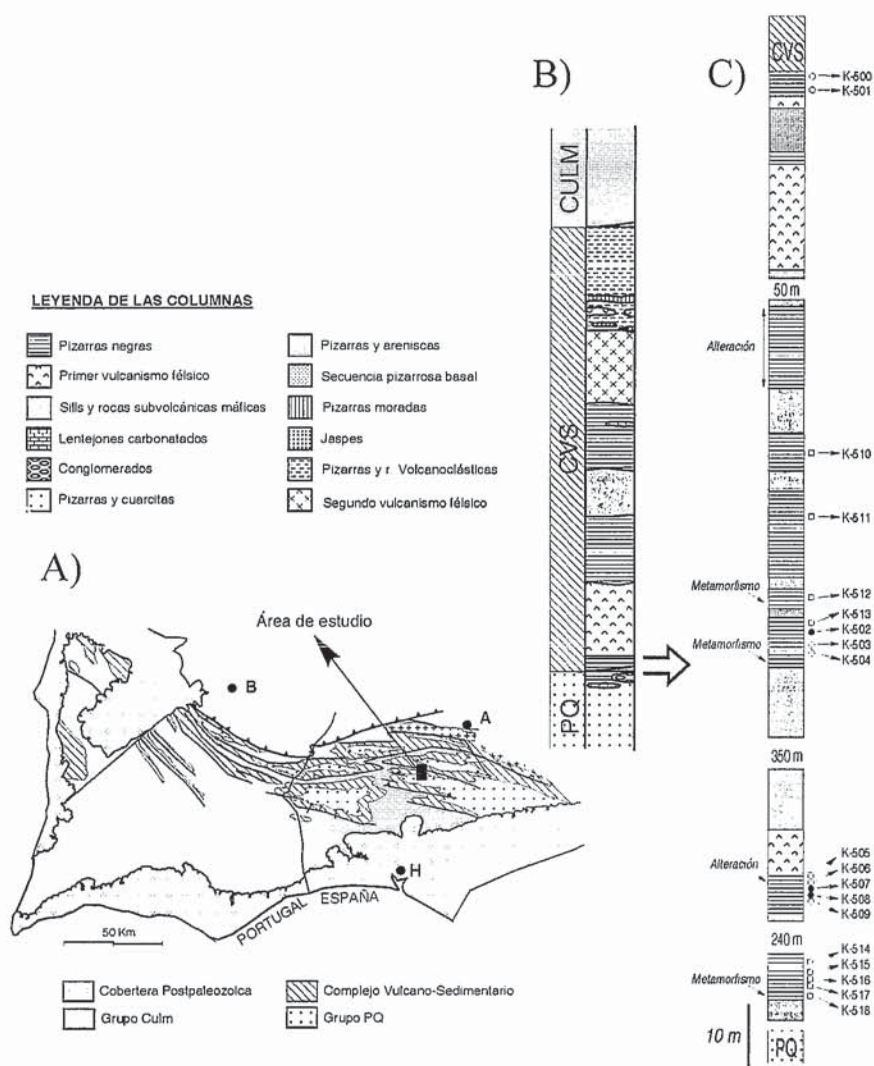 B)
C)
CULM
CVS
PQ
CVS
K-500
K-501
50 m
Alteración
K-510
K-511
Metamorfismo
K-512
K-513
K-502
Metamorfismo
K-503
K-504
350 m
K-505
Alteración
K-506
K-507
K-508
K-509
240 m
K-514
K-515
Metamorfismo
K-516
K-517
K-518
10 m
PQ
LEYENDA DE LAS COLUMNAS
Pizarras negras
Primer vulcanismo félsico
Sills y rocas subvolcánicas máficas
Lentejones carbonatados
Conglomerados
Pizarras y cuarcitas
Pizarras y areniscas
Secuencia pizarrosa basal
Pizarras moradas
Jaspes
Pizarras y r. Volcanoclásticas
Segundo vulcanismo félsico
A)
Área de estudio
B
A
H
PORTUGAL
ESPAÑA
50 Km
Cobertera Postpaleozolca
Grupo Culm
Complejo Vulcano-Sedimentario
Grupo PQ